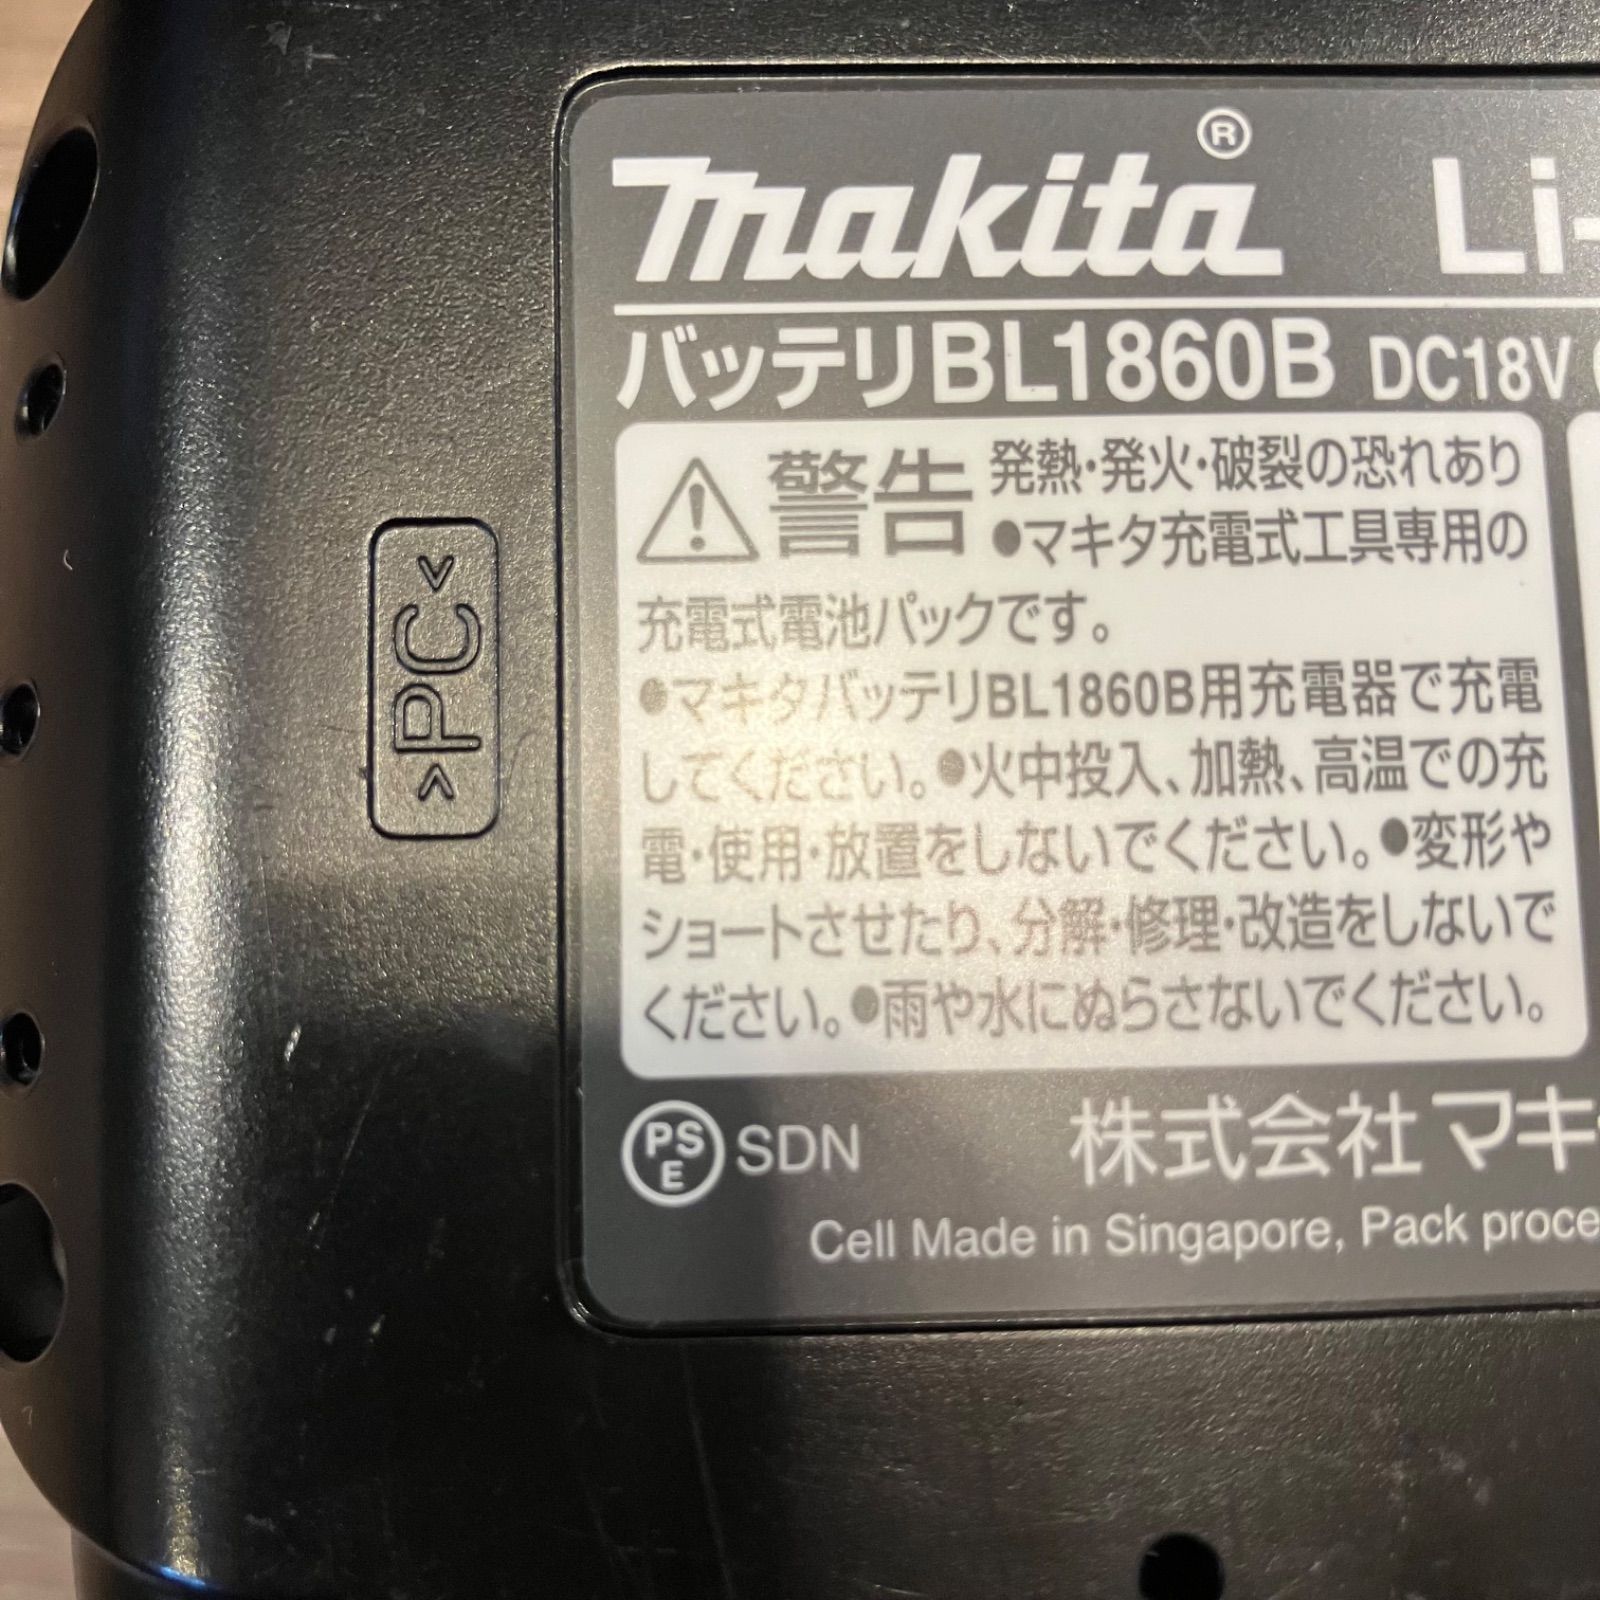 makita® Li-
バッテリBL1860B DC18V
警告 発熱・発火・破裂の恐れあり
●マキタ充電式工具専用の
充電式電池パックです。
●マキタバッテリBL1860B用充電器で充電
してください。●火中投入、加熱、高温での充
電・使用・放置をしないでください。●変形や
ショートさせたり、分解・修理・改造をしないで
ください。●雨や水にぬらさないでください。
PSE SDN 株式会社マキ
Cell Made in Singapore, Pack proce
>PC<